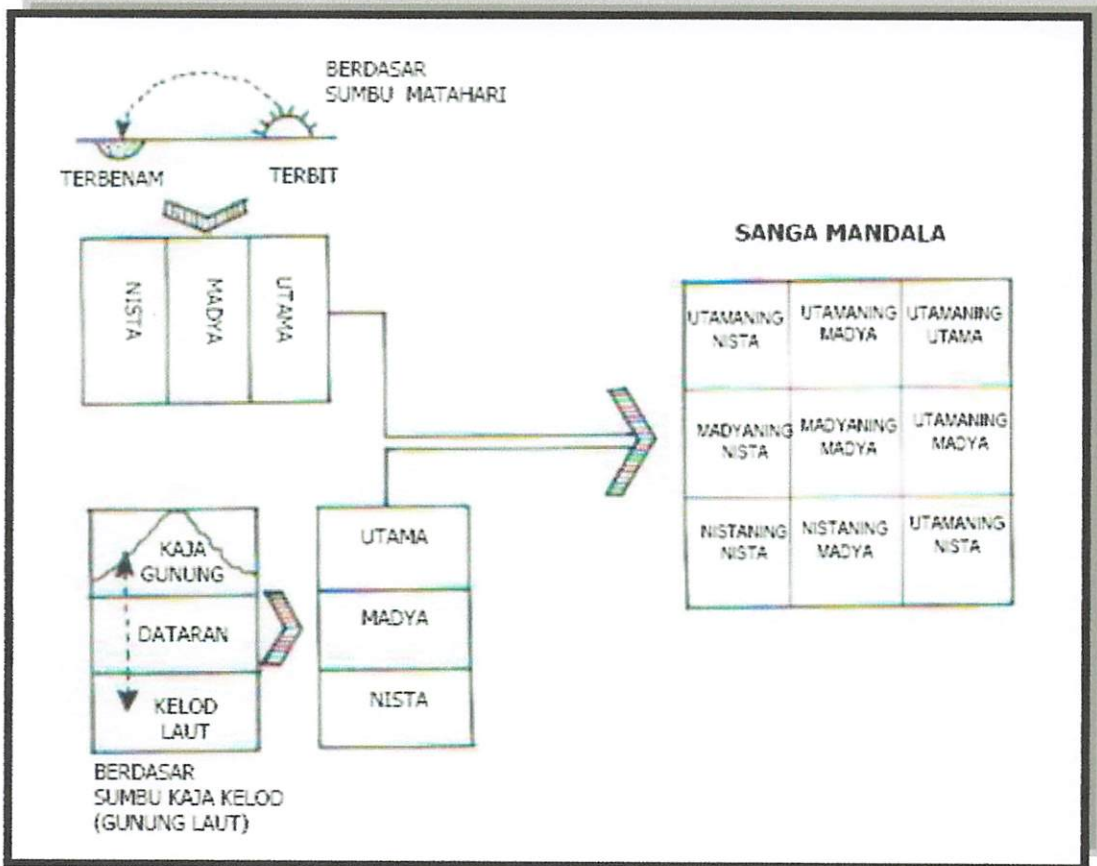 BERDASAR
SUMBU MATAHARI
TERBENAM
TERBIT
NISTA
MADYA
UTAMA
SANGA MANDALA
UTAMANING
NISTA
UTAMANING
MADYA
UTAMANING
UTAMA
MADYANING
NISTA
MADYANING
MADYA
UTAMANING
MADYA
NISTANING
NISTA
NISTANING
MADYA
UTAMANING
NISTA
KAJA
GUNUNG
DATARAN
KELOD
LAUT
UTAMA
MADYA
NISTA
BERDASAR
SUMBU KAJA KELOD
(GUNUNG LAUT)